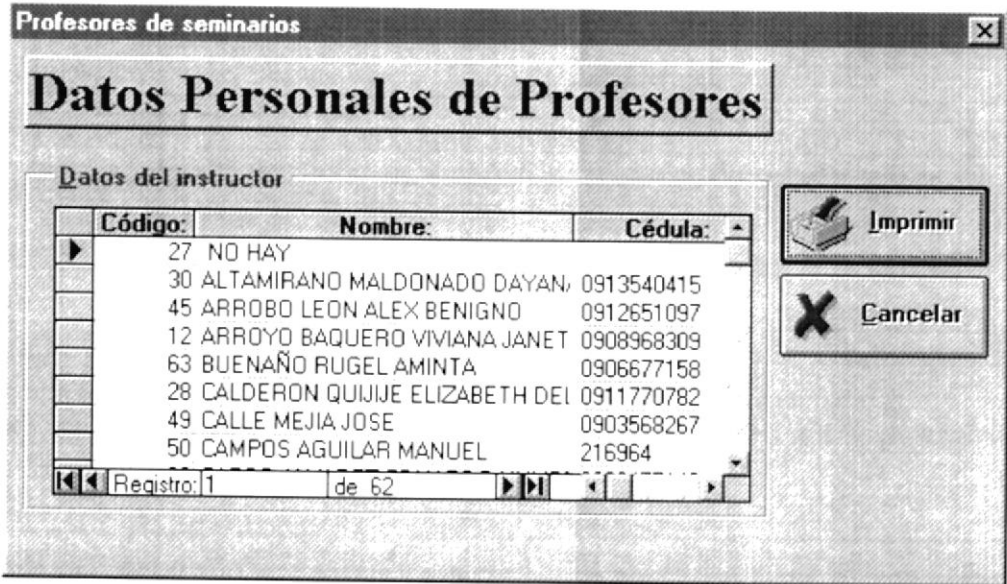 Profesores de seminarios
Datos Personales de Profesores
Datos del instructor
Código: Nombre: Cédula:
27 NO HAY
30 ALTAMIRANO MALDONADO DAYAN 0913540415
45 ARROBO LEON ALEX BENIGNO 0912651097
12 ARROYO BAQUERO VIVIANA JANET 0908968309
63 BUENAÑO RUGEL AMINTA 0906677158
28 CALDERON QUIJIJE ELIZABETH DEL 0911770782
49 CALLE MEJIA JOSE 0903568267
50 CAMPOS AGUILAR MANUEL 216964
Registro: 1 de 62
Imprimir
Cancelar